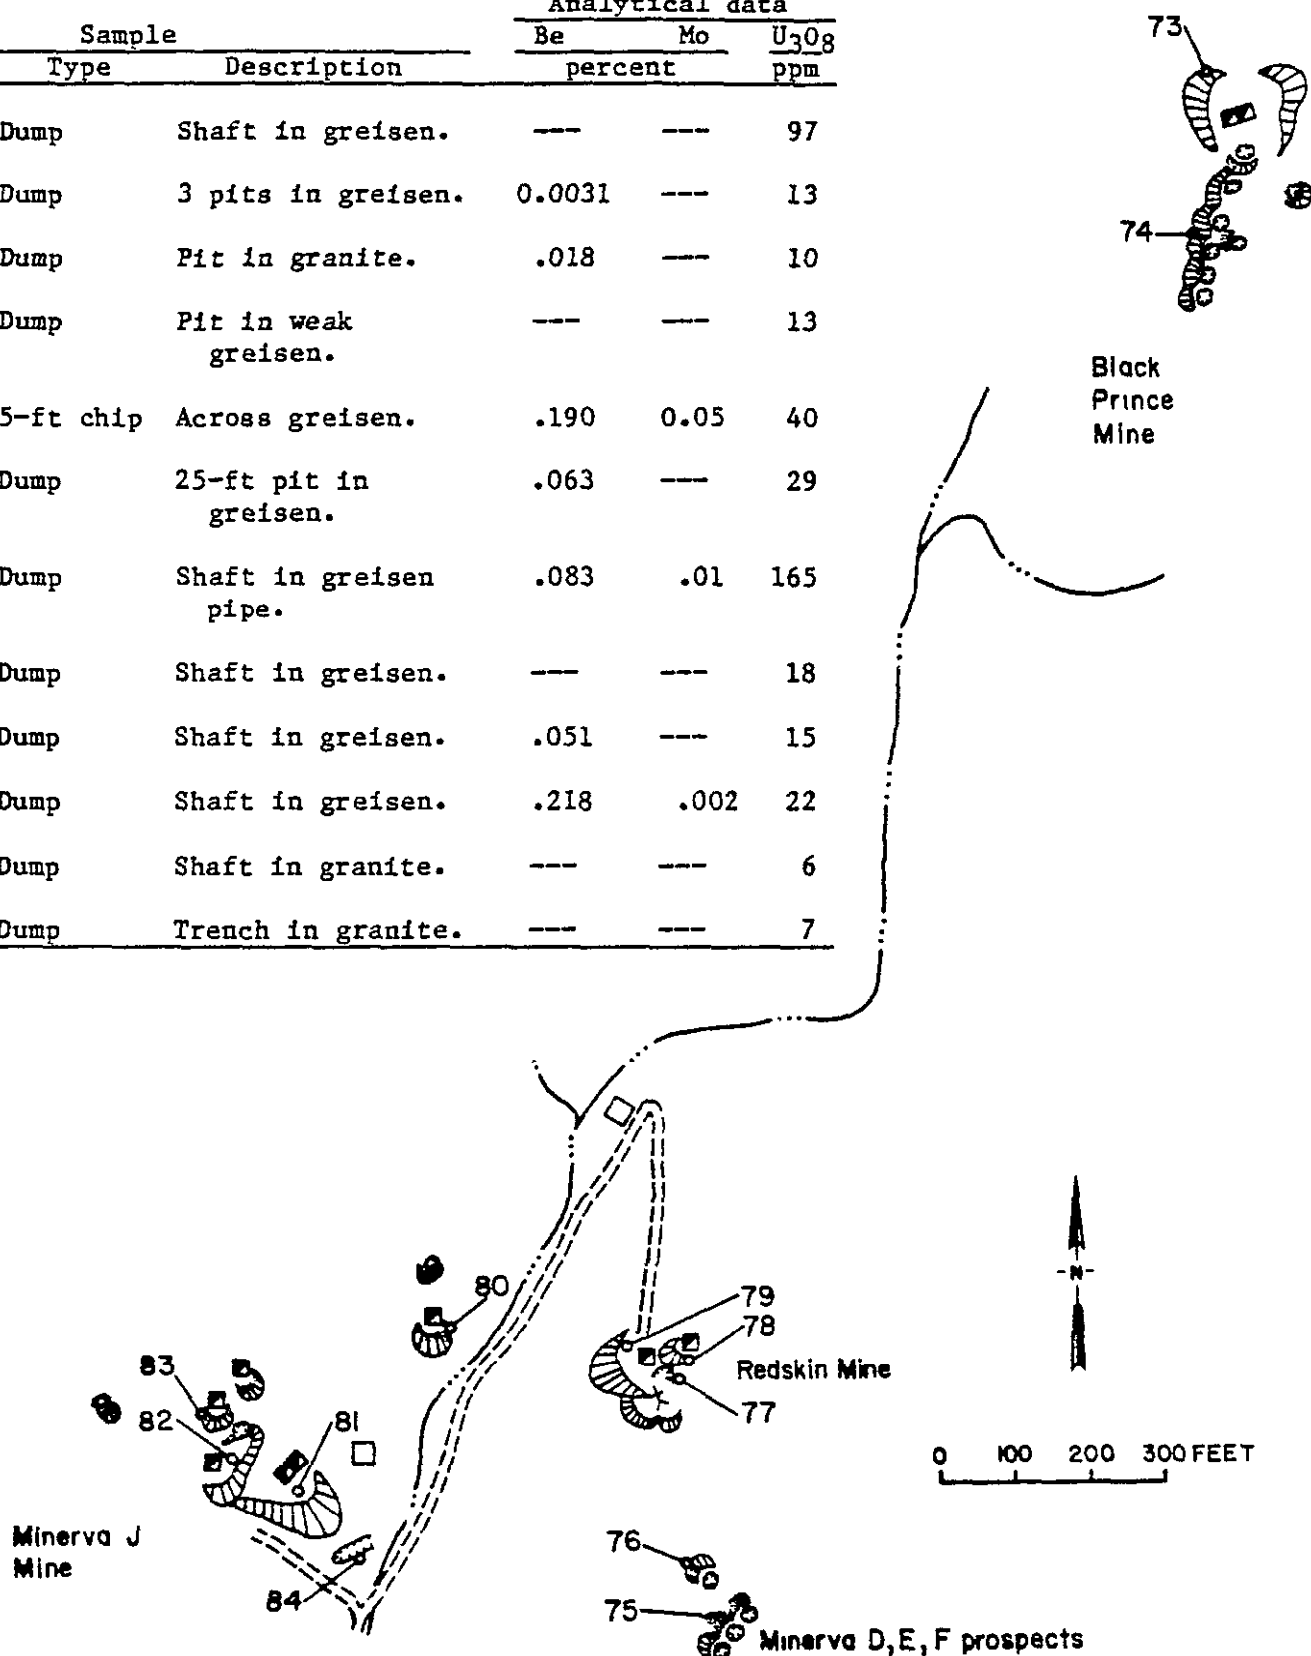 Analytical data
Sample Be Mo U3O8
Type Description percent ppm
Dump Shaft in greisen. --- --- 97
Dump 3 pits in greisen. 0.0031 --- 13
Dump Pit in granite. .018 --- 10
Dump Pit in weak --- --- 13
greisen.
5-ft chip Across greisen. .190 0.05 40
Dump 25-ft pit in .063 --- 29
greisen.
Dump Shaft in greisen .083 .01 165
pipe.
Dump Shaft in greisen. --- --- 18
Dump Shaft in greisen. .051 --- 15
Dump Shaft in greisen. .218 .002 22
Dump Shaft in granite. --- --- 6
Dump Trench in granite. --- --- 7
73
74
Black
Prince
Mine
-N-
80
79
78
Redskin Mine
77
83
82
81
0 100 200 300 FEET
Minerva J
Mine
84
76
75
Minerva D, E, F prospects